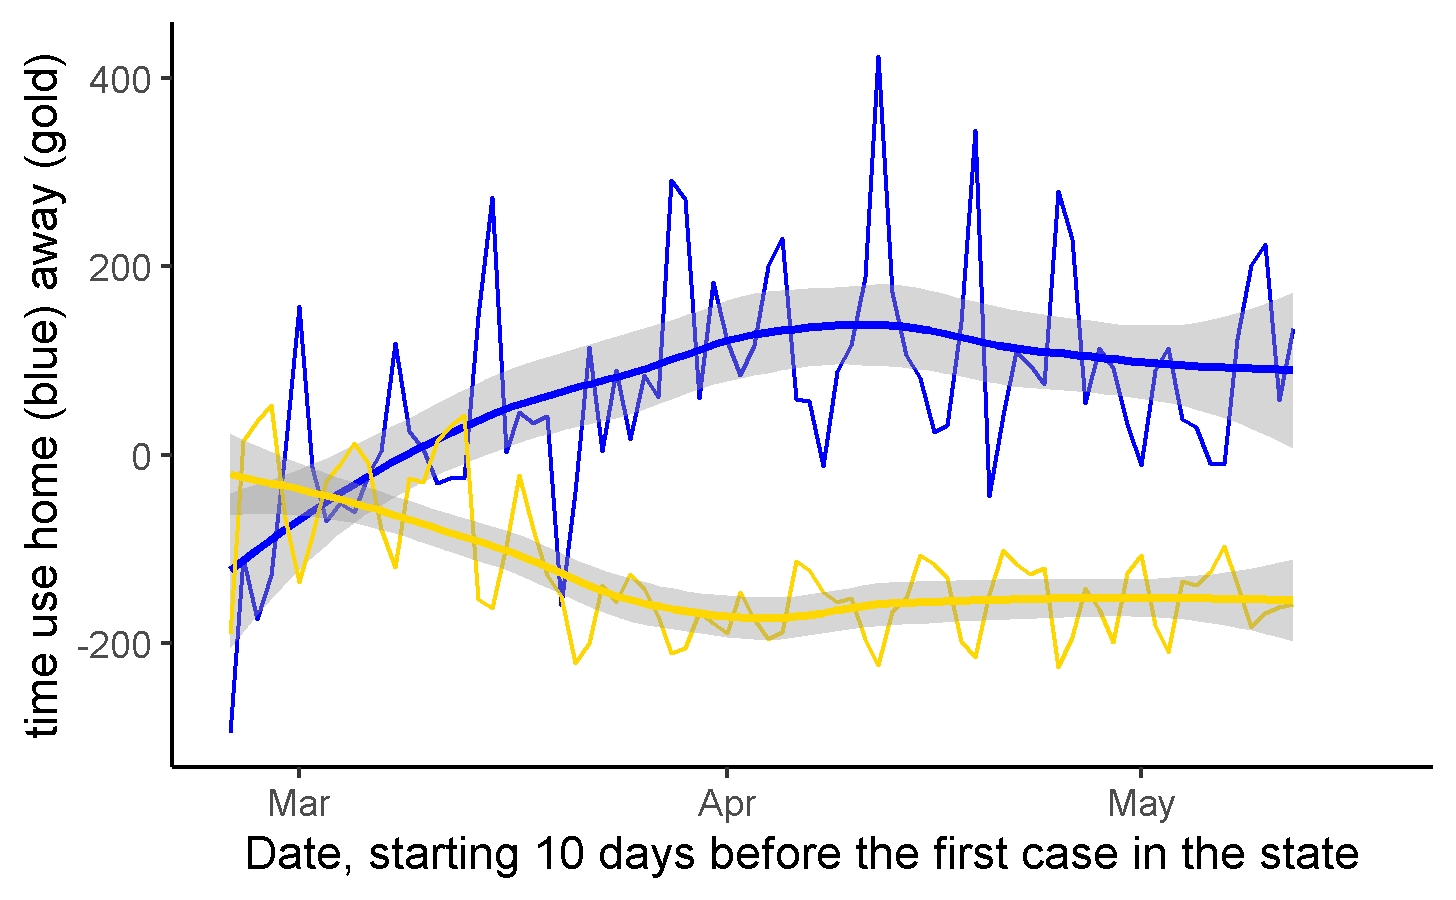 time use home (blue) away (gold)
400
200
0
-200
Mar
Apr
May
Date, starting 10 days before the first case in the state